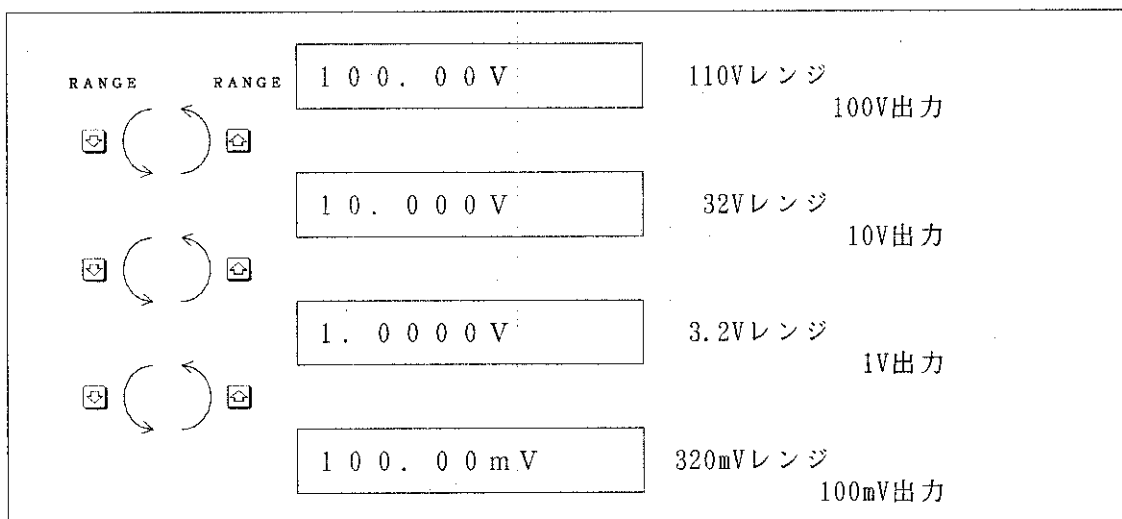 RANGE RANGE
100.00V
110Vレンジ
100V出力
10.000V
32Vレンジ
10V出力
1.0000V
3.2Vレンジ
1V出力
100.00mV
320mVレンジ
100mV出力